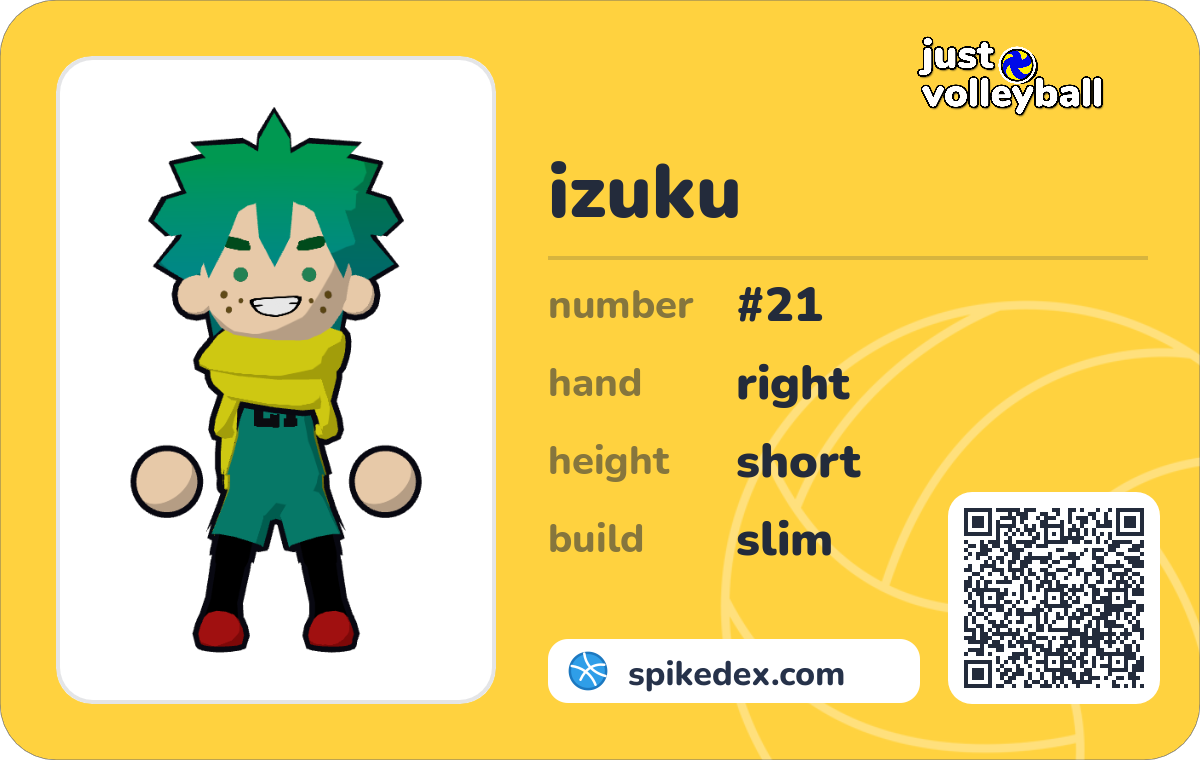 just
volleyball
izuku
number #21
hand right
height short
build slim
spikedex.com